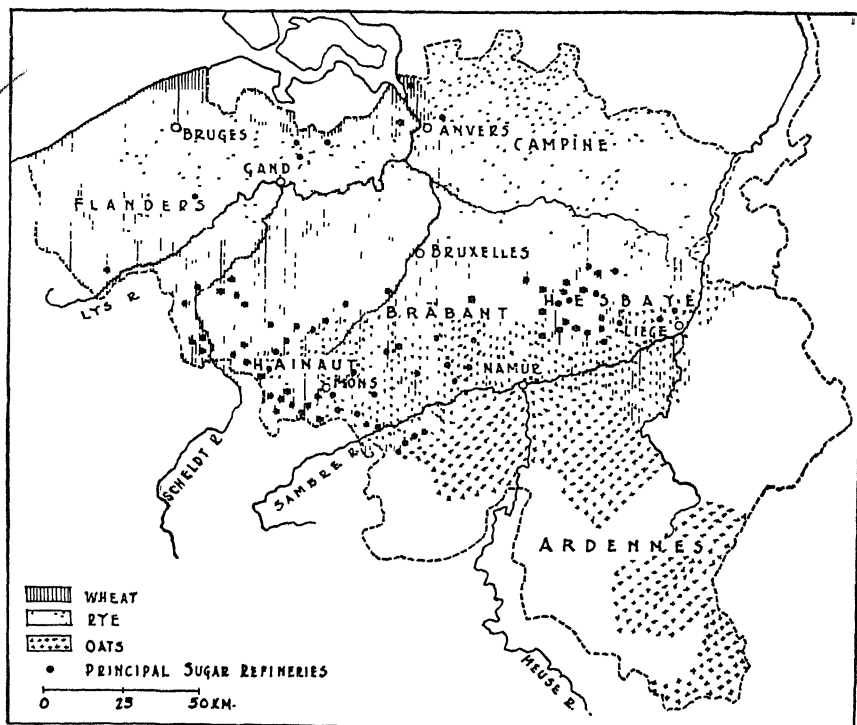 BRUGES
ANVERS
CAMPINE
GAND
FLANDERS
BRUXELLES
LYS R
BRABANT
HESBAYE
LIÈGE
HAINAUT
MONS
NAMUR
SCHELDT R
SAMBRE R
ARDENNES
MEUSE R.
WHEAT
RYE
OATS
PRINCIPAL SUGAR REFINERIES
0 25 50 KM.